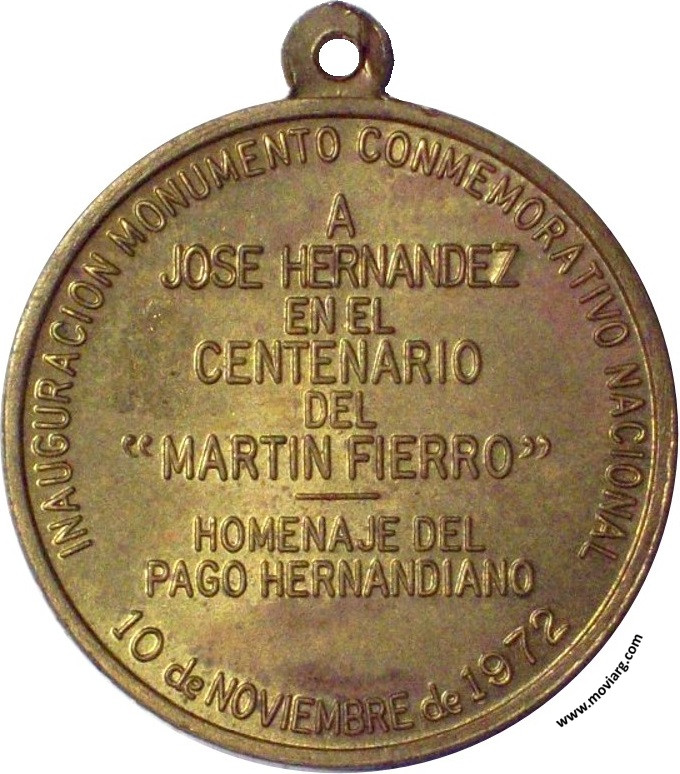 INAUGURACION MONUMENTO CONMEMORATIVO NACIONAL
A
JOSE HERNANDEZ
EN EL
CENTENARIO
DEL
“MARTIN FIERRO”
HOMENAJE DEL
PAGO HERNANDIANO
10 de NOVIEMBRE de 1972
www.moviarg.com